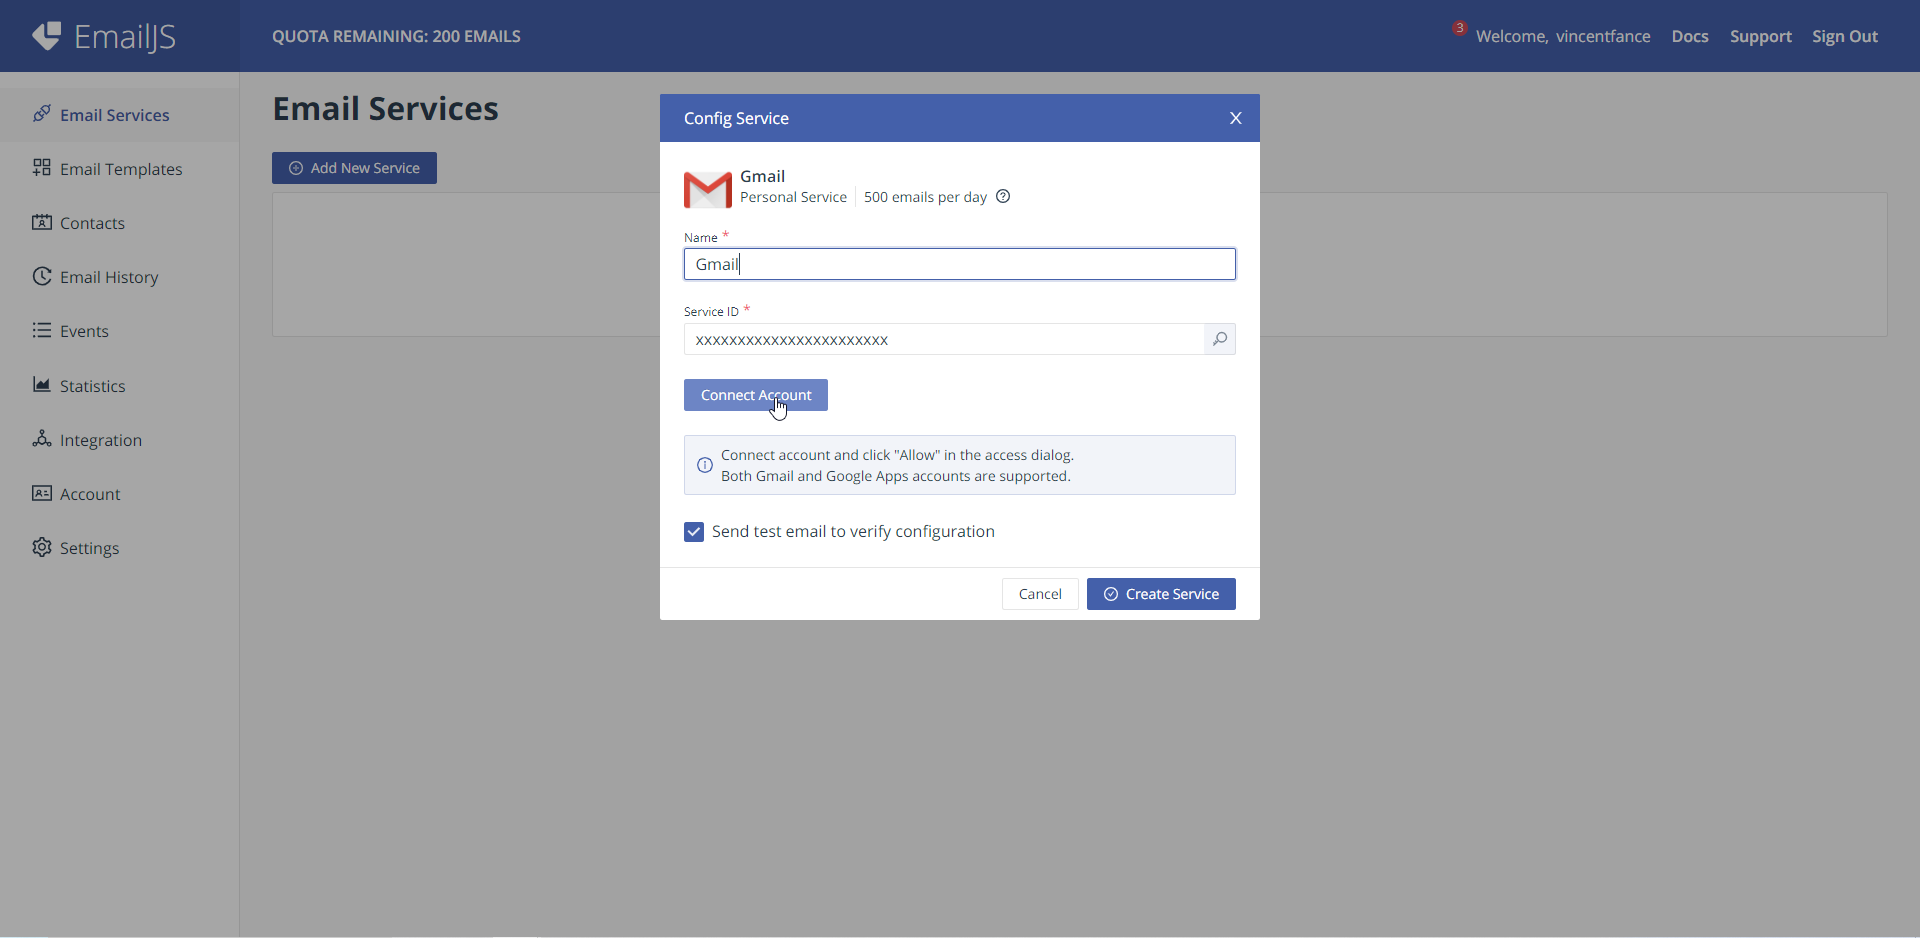 EmailJS
QUOTA REMAINING: 200 EMAILS
3
Welcome, vincentfance
Docs
Support
Sign Out
Email Services
Email Templates
Contacts
Email History
Events
Statistics
Integration
Account
Settings
Email Services
Add New Service
Config Service
X
Gmail
Personal Service
500 emails per day
Name *
Gmail
Service ID *
xxxxxxxxxxxxxxxxxxxxxxx
Connect Account
Connect account and click "Allow" in the access dialog.
Both Gmail and Google Apps accounts are supported.
Send test email to verify configuration
Cancel
Create Service